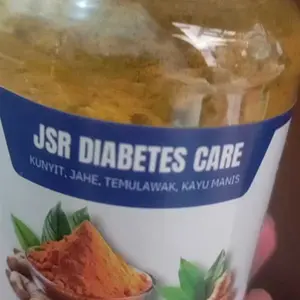 JSR DIABETES CARE
KUNYIT, JAHE, TEMULAWAK, KAYU MANIS